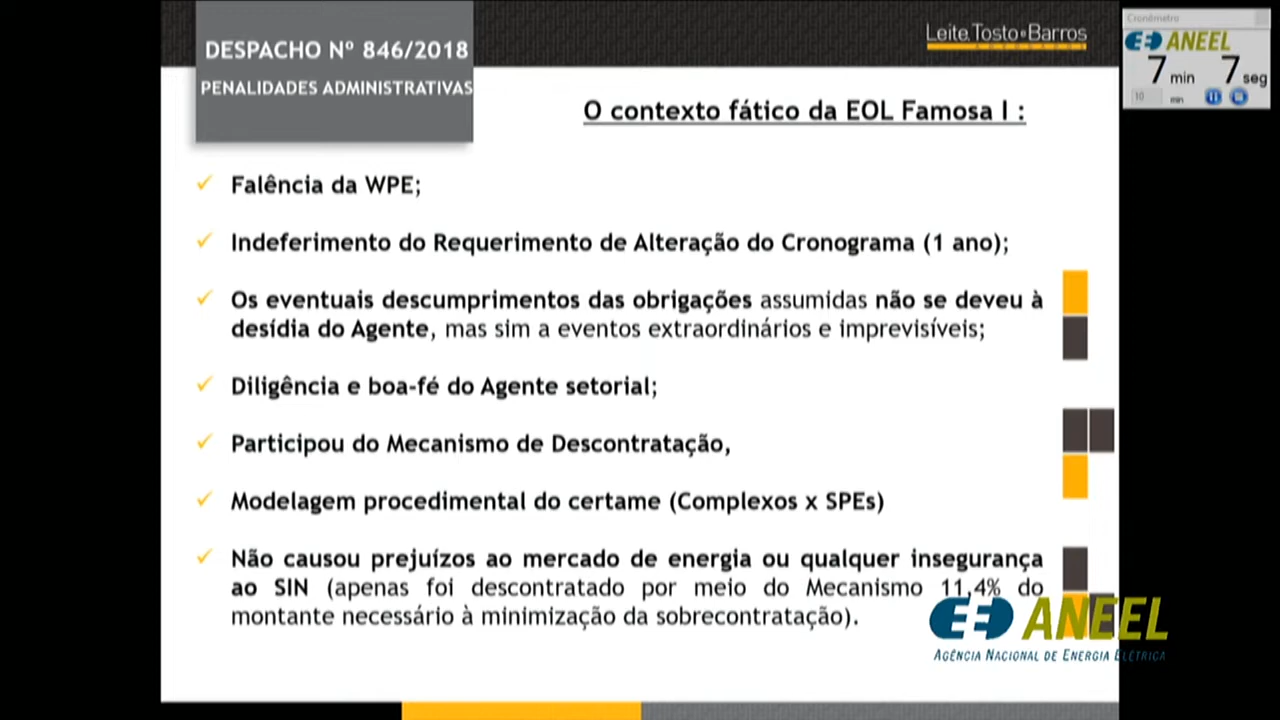 DESPACHO Nº 846/2018
PENALIDADES ADMINISTRATIVAS
Leite, Tosto e Barros
ADVOGADOS
Cronômetro
ANEEL
7 min 7 seg
10 min
O contexto fático da EOL Famosa I :
Falência da WPE;
Indeferimento do Requerimento de Alteração do Cronograma (1 ano);
Os eventuais descumprimentos das obrigações assumidas não se deveu à
desídia do Agente, mas sim a eventos extraordinários e imprevisíveis;
Diligência e boa-fé do Agente setorial;
Participou do Mecanismo de Descontratação,
Modelagem procedimental do certame (Complexos x SPEs)
Não causou prejuízos ao mercado de energia ou qualquer insegurança
ao SIN (apenas foi descontratado por meio do Mecanismo 11,4% do
montante necessário à minimização da sobrecontratação).
ANEEL
AGÊNCIA NACIONAL DE ENERGIA ELÉTRICA